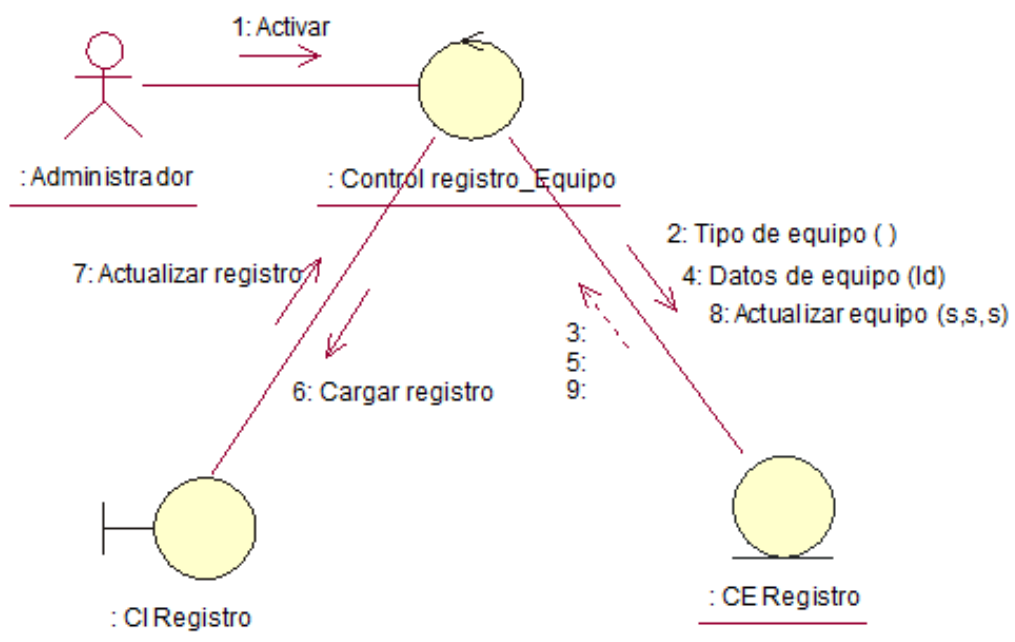 1: Activar
: Administrador
: Control registro_Equipo
2: Tipo de equipo ( )
4: Datos de equipo (Id)
8: Actualizar equipo (s,s,s)
7: Actualizar registro
3:
5:
9:
6: Cargar registro
: CI Registro
: CE Registro